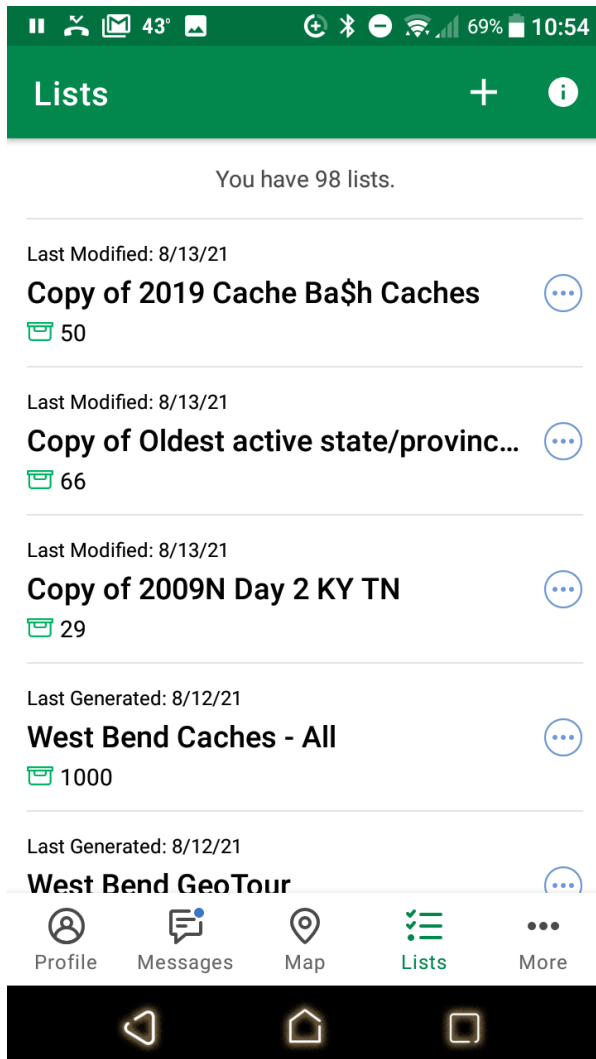 43° 69% 10:54
Lists
You have 98 lists.
Last Modified: 8/13/21
Copy of 2019 Cache Ba$h Caches
50
Last Modified: 8/13/21
Copy of Oldest active state/provinc...
66
Last Modified: 8/13/21
Copy of 2009N Day 2 KY TN
29
Last Generated: 8/12/21
West Bend Caches - All
1000
Last Generated: 8/12/21
West Bend GeoTour
Profile Messages Map Lists More